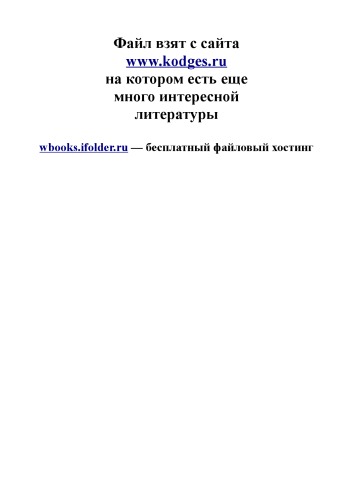 Файл взят с сайта
www.kodges.ru
на котором есть еще
много интересной
литературы
wbooks.ifolder.ru — бесплатный файловый хостинг